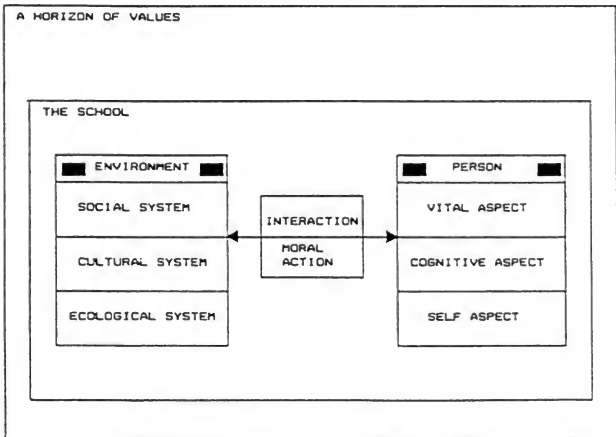 A HORIZON OF VALUES
THE SCHOOL
ENVIRONMENT
SOCIAL SYSTEM
CULTURAL SYSTEM
ECOLOGICAL SYSTEM
INTERACTION
MORAL
ACTION
PERSON
VITAL ASPECT
COGNITIVE ASPECT
SELF ASPECT